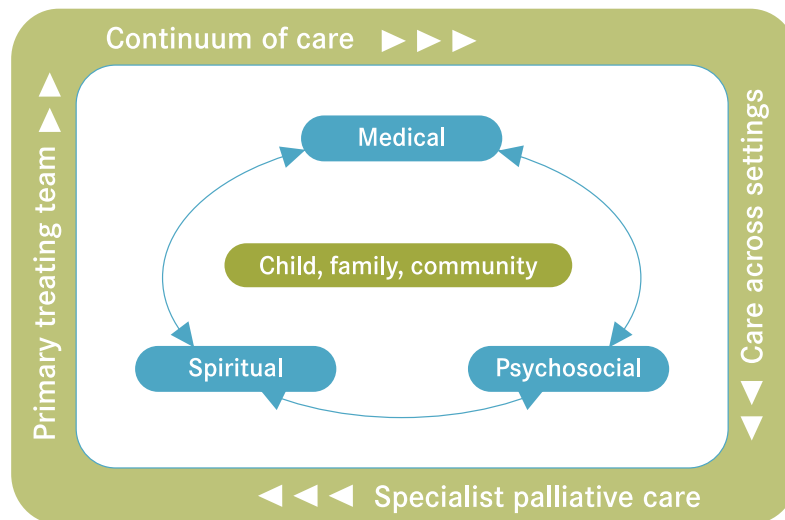 Continuum of care
Primary treating team
Medical
Care across settings
Child, family, community
Spiritual
Psychosocial
Specialist palliative care